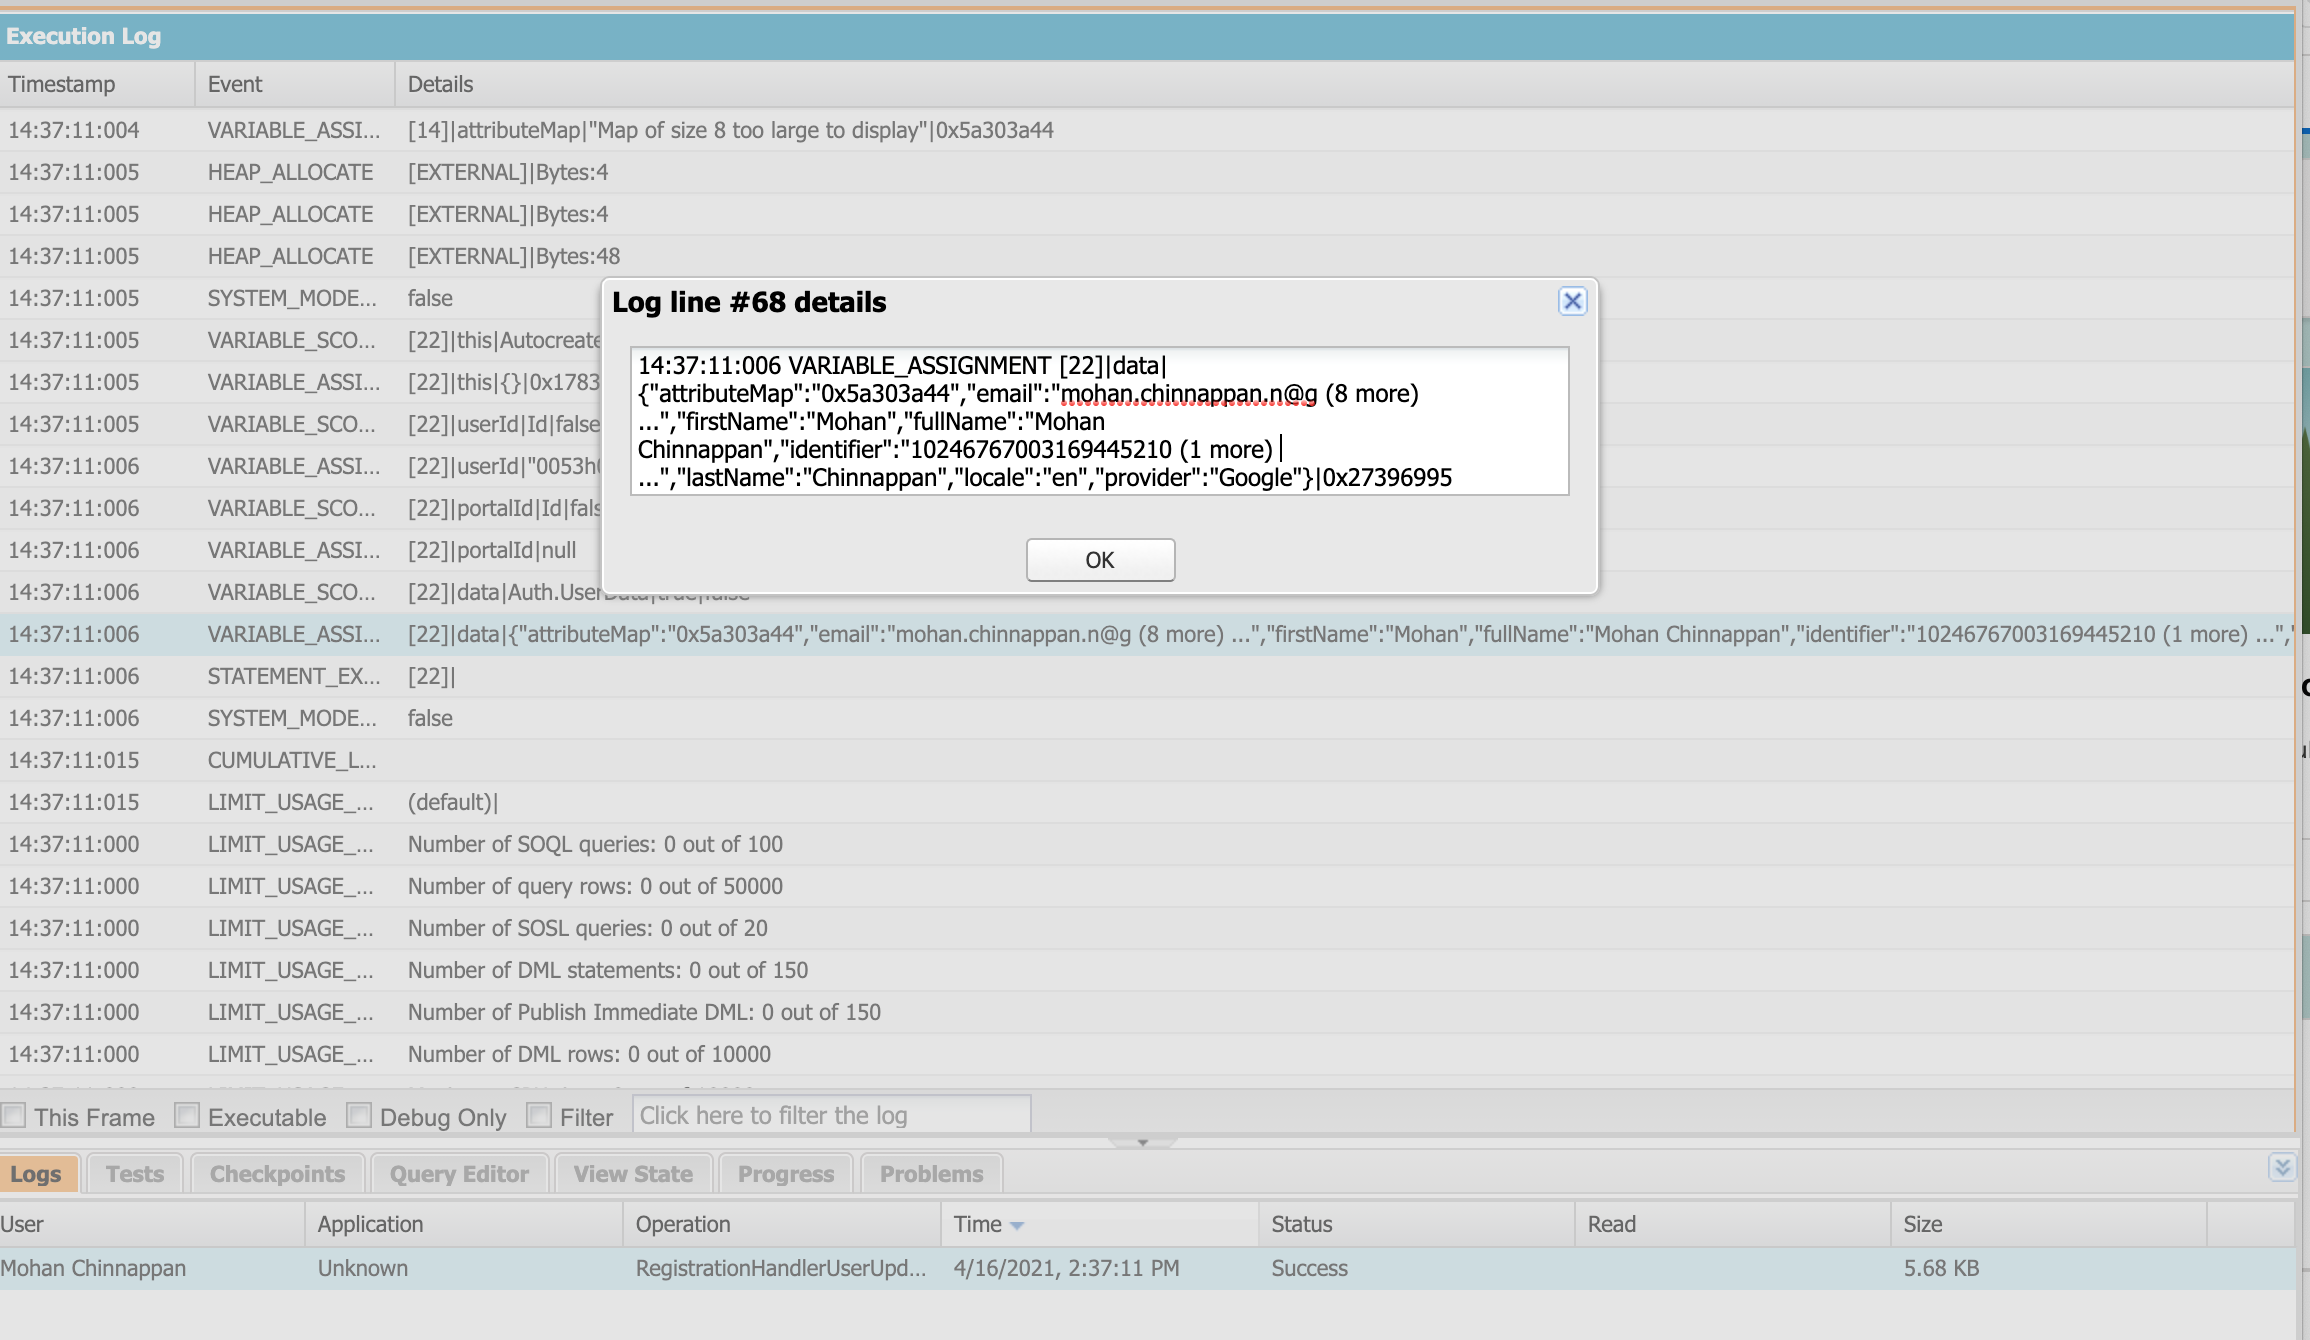 Execution Log
Timestamp Event Details
14:37:11:004 VARIABLE_ASSI... [14]|attributeMap|"Map of size 8 too large to display"|0x5a303a44
14:37:11:005 HEAP_ALLOCATE [EXTERNAL]|Bytes:4
14:37:11:005 HEAP_ALLOCATE [EXTERNAL]|Bytes:4
14:37:11:005 HEAP_ALLOCATE [EXTERNAL]|Bytes:48
14:37:11:005 SYSTEM_MODE... false
14:37:11:005 VARIABLE_SCO... [22]|this|Autocreate
14:37:11:005 VARIABLE_ASSI... [22]|this|{}|0x1783
14:37:11:005 VARIABLE_SCO... [22]|userId|Id|false
14:37:11:006 VARIABLE_ASSI... [22]|userId|"0053h
14:37:11:006 VARIABLE_SCO... [22]|portalId|Id|fals
14:37:11:006 VARIABLE_ASSI... [22]|portalId|null
14:37:11:006 VARIABLE_SCO... [22]|data|Auth.UserData|true|false
Log line #68 details
14:37:11:006 VARIABLE_ASSIGNMENT [22]|data|
{"attributeMap":"0x5a303a44","email":"mohan.chinnappan.n@g (8 more)
...","firstName":"Mohan","fullName":"Mohan
Chinnappan","identifier":"10246767003169445210 (1 more)
...","lastName":"Chinnappan","locale":"en","provider":"Google"}|0x27396995
OK
14:37:11:006 VARIABLE_ASSI... [22]|data|{"attributeMap":"0x5a303a44","email":"mohan.chinnappan.n@g (8 more) ...","firstName":"Mohan","fullName":"Mohan Chinnappan","identifier":"10246767003169445210 (1 more) ...","
14:37:11:006 STATEMENT_EX... [22]|
14:37:11:006 SYSTEM_MODE... false
14:37:11:015 CUMULATIVE_L...
14:37:11:015 LIMIT_USAGE_... (default)|
14:37:11:000 LIMIT_USAGE_... Number of SOQL queries: 0 out of 100
14:37:11:000 LIMIT_USAGE_... Number of query rows: 0 out of 50000
14:37:11:000 LIMIT_USAGE_... Number of SOSL queries: 0 out of 20
14:37:11:000 LIMIT_USAGE_... Number of DML statements: 0 out of 150
14:37:11:000 LIMIT_USAGE_... Number of Publish Immediate DML: 0 out of 150
14:37:11:000 LIMIT_USAGE_... Number of DML rows: 0 out of 10000
This Frame Executable Debug Only Filter Click here to filter the log
Logs Tests Checkpoints Query Editor View State Progress Problems
User Application Operation Time Status Read Size
Mohan Chinnappan Unknown RegistrationHandlerUserUpd... 4/16/2021, 2:37:11 PM Success 5.68 KB